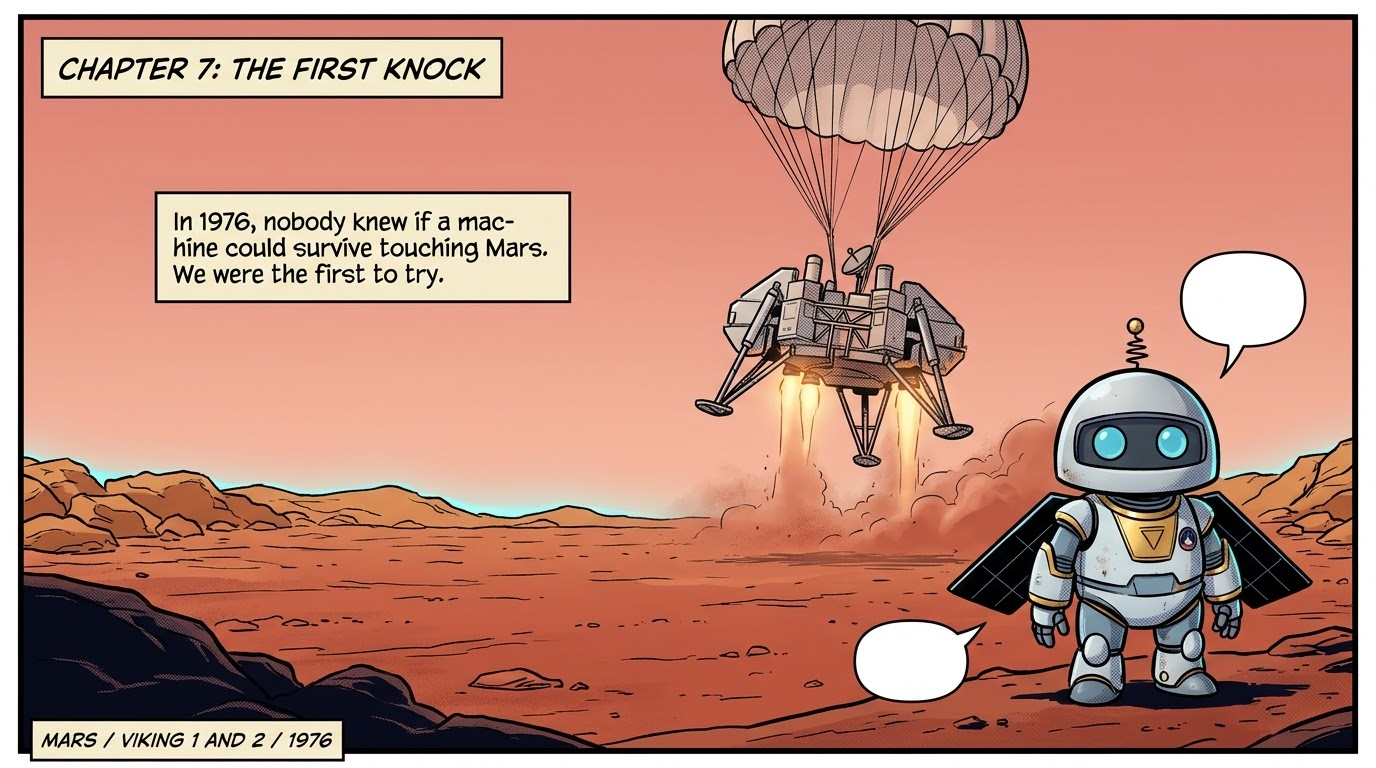 CHAPTER 7: THE FIRST KNOCK
In 1976, nobody knew if a mac-
hine could survive touching Mars.
We were the first to try.
MARS / VIKING 1 AND 2 / 1976